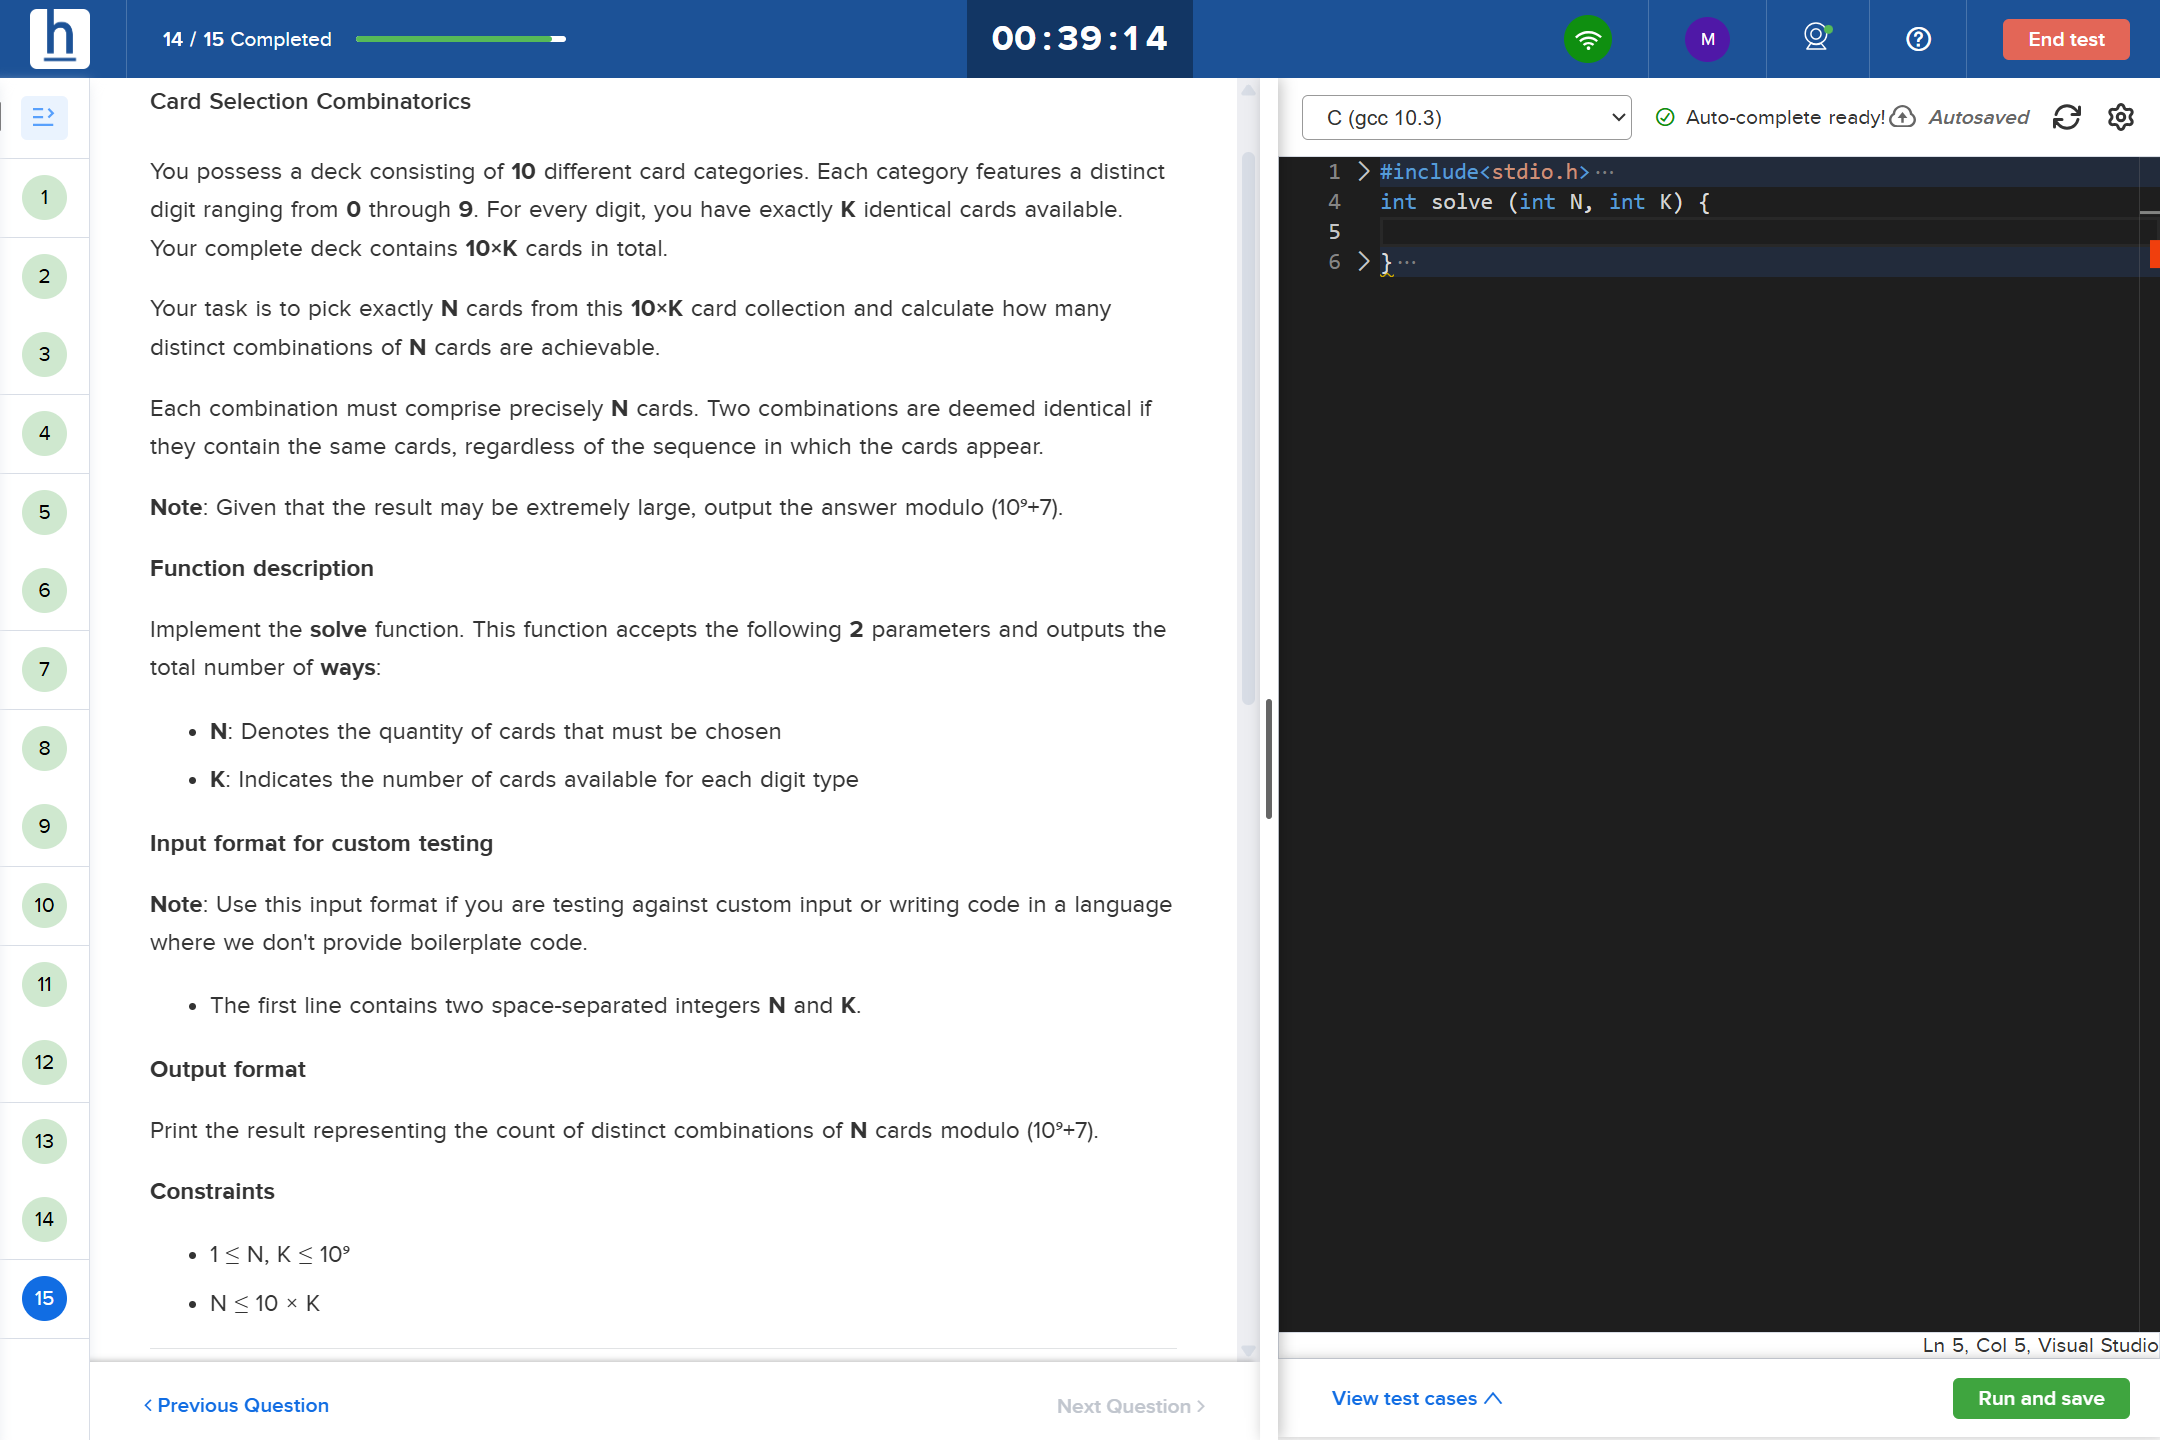 h
14 / 15 Completed
00:39:14
M
End test
1
2
3
4
5
6
7
8
9
10
11
12
13
14
15
Card Selection Combinatorics
You possess a deck consisting of 10 different card categories. Each category features a distinct
digit ranging from 0 through 9. For every digit, you have exactly K identical cards available.
Your complete deck contains 10×K cards in total.
Your task is to pick exactly N cards from this 10×K card collection and calculate how many
distinct combinations of N cards are achievable.
Each combination must comprise precisely N cards. Two combinations are deemed identical if
they contain the same cards, regardless of the sequence in which the cards appear.
Note: Given that the result may be extremely large, output the answer modulo (10⁹+7).
Function description
Implement the solve function. This function accepts the following 2 parameters and outputs the
total number of ways:
• N: Denotes the quantity of cards that must be chosen
• K: Indicates the number of cards available for each digit type
Input format for custom testing
Note: Use this input format if you are testing against custom input or writing code in a language
where we don't provide boilerplate code.
• The first line contains two space-separated integers N and K.
Output format
Print the result representing the count of distinct combinations of N cards modulo (10⁹+7).
Constraints
• 1 ≤ N, K ≤ 10⁹
• N ≤ 10 × K
< Previous Question
Next Question >
C (gcc 10.3)
Auto-complete ready!
Autosaved
1 #include<stdio.h>···
4 int solve (int N, int K) {
5
6 }···
Ln 5, Col 5, Visual Studio
View test cases
Run and save